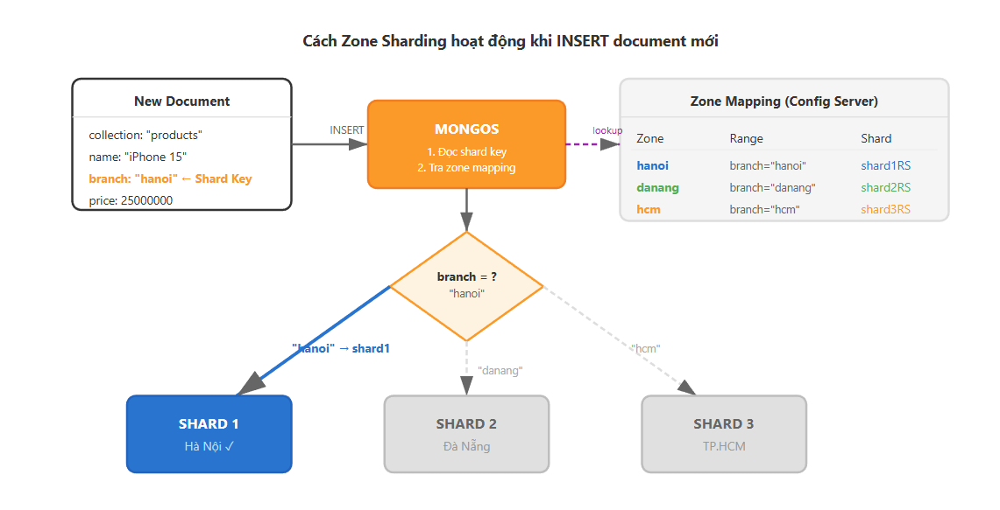 Cách Zone Sharding hoạt động khi INSERT document mới
New Document
collection: "products"
name: "iPhone 15"
branch: "hanoi" ← Shard Key
price: 25000000
INSERT
MONGOS
1. Đọc shard key
2. Tra zone mapping
lookup
Zone Mapping (Config Server)
Zone Range Shard
hanoi branch="hanoi" shard1RS
danang branch="danang" shard2RS
hcm branch="hcm" shard3RS
branch = ?
"hanoi"
"hanoi" → shard1
"danang"
"hcm"
SHARD 1
Hà Nội ✓
SHARD 2
Đà Nẵng
SHARD 3
TP.HCM